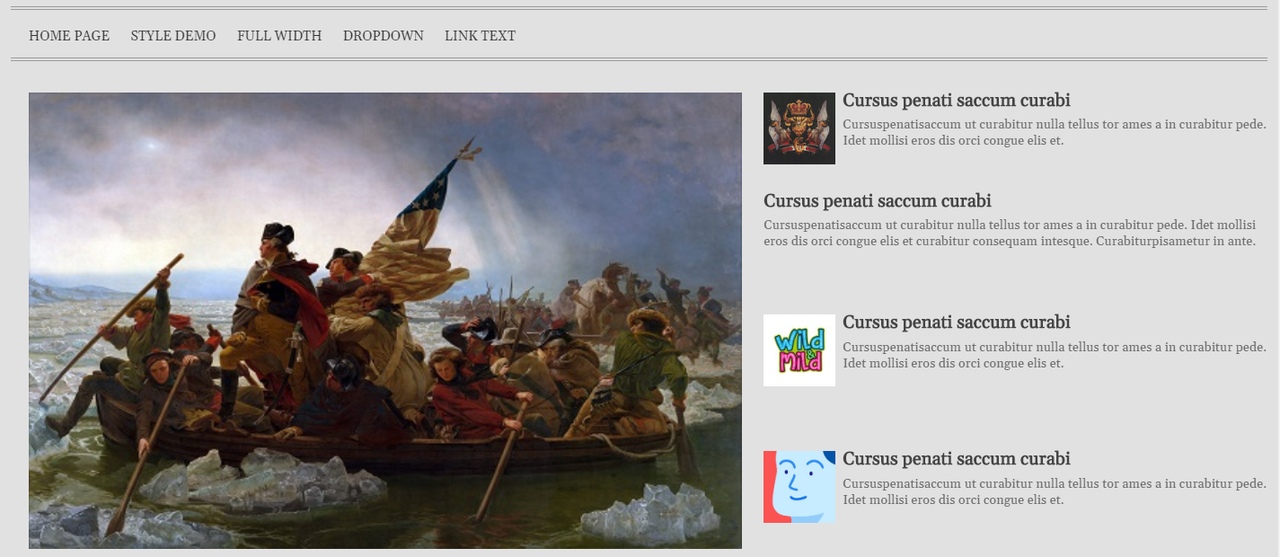 HOME PAGE STYLE DEMO FULL WIDTH DROPDOWN LINK TEXT
Cursus penati saccum curabi
Cursuspenatisaccum ut curabitur nulla tellus tor ames a in curabitur pede.
Idet mollisi eros dis orci congue elis et.
Cursus penati saccum curabi
Cursuspenatisaccum ut curabitur nulla tellus tor ames a in curabitur pede. Idet mollisi
eros dis orci congue elis et curabitur consequam intesque. Curabiturpisametur in ante.
Wild
&
Mild
Cursus penati saccum curabi
Cursuspenatisaccum ut curabitur nulla tellus tor ames a in curabitur pede.
Idet mollisi eros dis orci congue elis et.
Cursus penati saccum curabi
Cursuspenatisaccum ut curabitur nulla tellus tor ames a in curabitur pede.
Idet mollisi eros dis orci congue elis et.